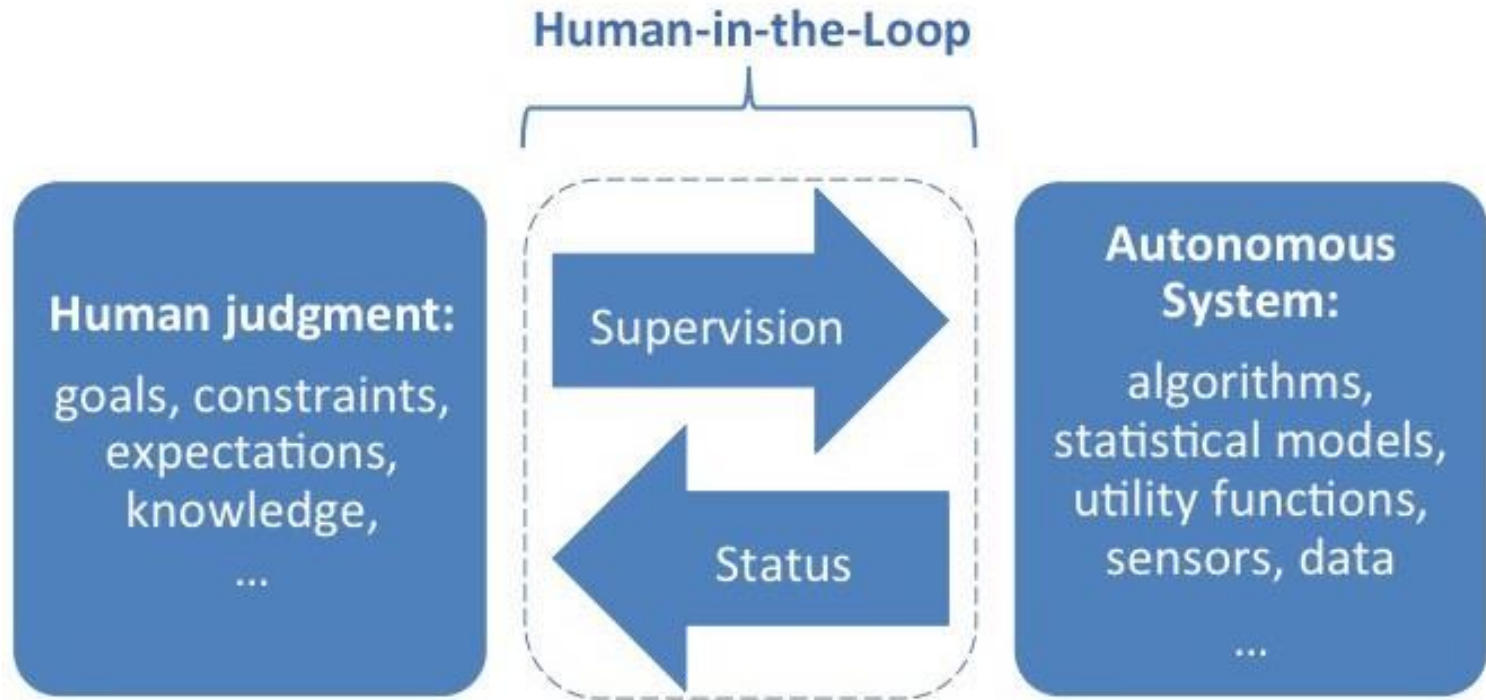 Human-in-the-Loop
Human judgment:
goals, constraints,
expectations,
knowledge,
...
Supervision
Status
Autonomous
System:
algorithms,
statistical models,
utility functions,
sensors, data
...